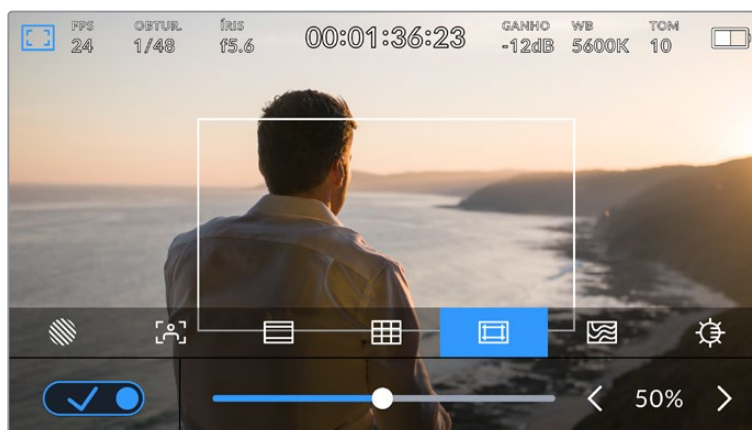 FPS OBTUR. ÍRIS 00:01:36:23 GANHO WB TOM
24 1/48 f5.6 -12dB 5600K 10
50%